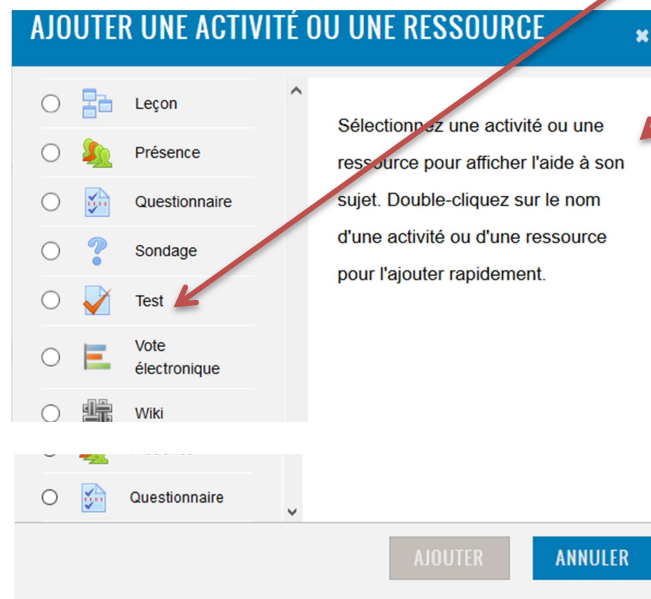 AJOUTER UNE ACTIVITÉ OU UNE RESSOURCE
Leçon
Présence
Questionnaire
Sondage
Test
Vote
électronique
Wiki
Sélectionnez une activité ou une
ressource pour afficher l'aide à son
sujet. Double-cliquez sur le nom
d'une activité ou d'une ressource
pour l'ajouter rapidement.
Questionnaire
AJOUTER
ANNULER